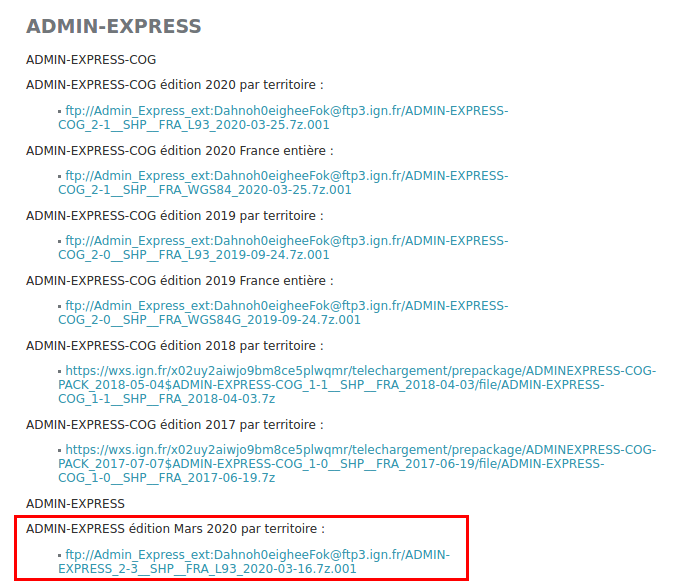 ADMIN-EXPRESS
ADMIN-EXPRESS-COG
ADMIN-EXPRESS-COG édition 2020 par territoire :
ftp://Admin_Express_ext:Dahnoh0eigheeFok@ftp3.ign.fr/ADMIN-EXPRESS-
COG_2-1__SHP__FRA_L93_2020-03-25.7z.001
ADMIN-EXPRESS-COG édition 2020 France entière :
ftp://Admin_Express_ext:Dahnoh0eigheeFok@ftp3.ign.fr/ADMIN-EXPRESS-
COG_2-1__SHP__FRA_WGS84_2020-03-25.7z.001
ADMIN-EXPRESS-COG édition 2019 par territoire :
ftp://Admin_Express_ext:Dahnoh0eigheeFok@ftp3.ign.fr/ADMIN-EXPRESS-
COG_2-0__SHP__FRA_L93_2019-09-24.7z.001
ADMIN-EXPRESS-COG édition 2019 France entière :
ftp://Admin_Express_ext:Dahnoh0eigheeFok@ftp3.ign.fr/ADMIN-EXPRESS-
COG_2-0__SHP__FRA_WGS84G_2019-09-24.7z.001
ADMIN-EXPRESS-COG édition 2018 par territoire :
https://wxs.ign.fr/x02uy2aiwjo9bm8ce5plwqmr/telechargement/prepackage/ADMINEXPRESS-COG-
PACK_2018-05-04$ADMIN-EXPRESS-COG_1-1__SHP__FRA_2018-04-03/file/ADMIN-EXPRESS-
COG_1-1__SHP__FRA_2018-04-03.7z
ADMIN-EXPRESS-COG édition 2017 par territoire :
https://wxs.ign.fr/x02uy2aiwjo9bm8ce5plwqmr/telechargement/prepackage/ADMINEXPRESS-COG-
PACK_2017-07-07$ADMIN-EXPRESS-COG_1-0__SHP__FRA_2017-06-19/file/ADMIN-EXPRESS-
COG_1-0__SHP__FRA_2017-06-19.7z
ADMIN-EXPRESS
ADMIN-EXPRESS édition Mars 2020 par territoire :
ftp://Admin_Express_ext:Dahnoh0eigheeFok@ftp3.ign.fr/ADMIN-
EXPRESS_2-3__SHP__FRA_L93_2020-03-16.7z.001